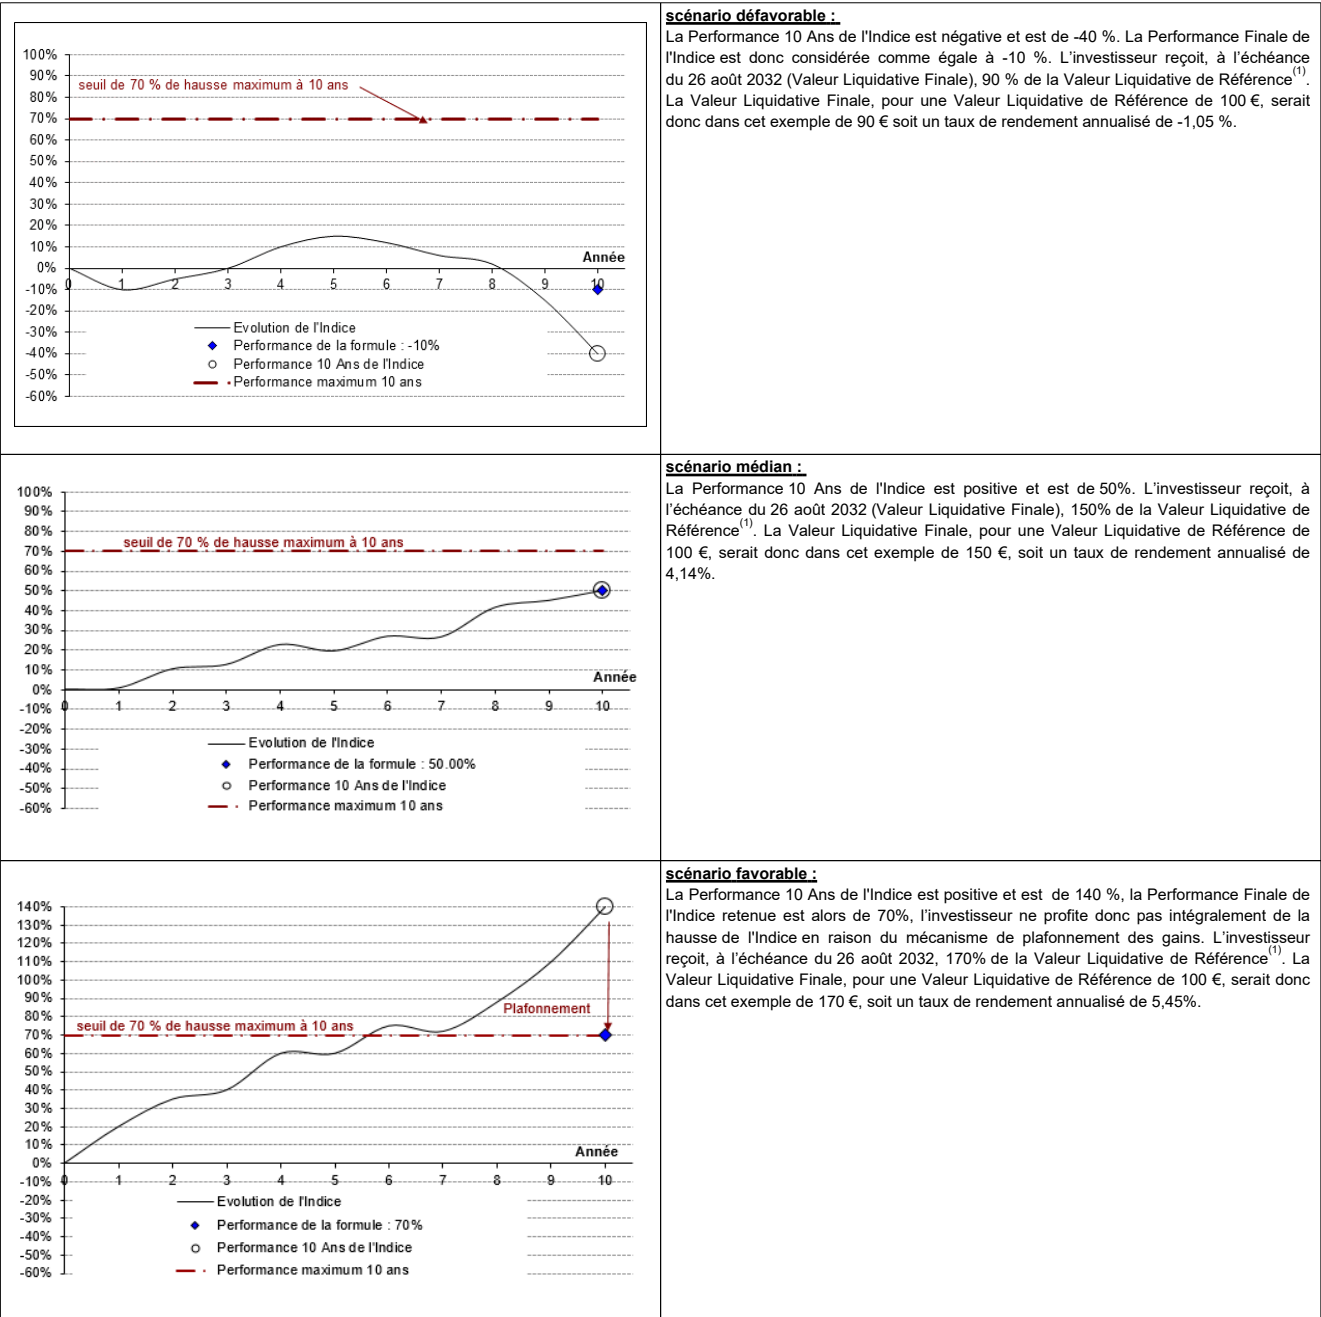 100%
90%
80%
70%
60%
50%
40%
30%
20%
10%
0%
-10%
-20%
-30%
-40%
-50%
-60%
seuil de 70 % de hausse maximum à 10 ans
Année
0 1 2 3 4 5 6 7 8 9 10
Evolution de l'Indice
Performance de la formule : -10%
Performance 10 Ans de l'Indice
Performance maximum 10 ans
scénario défavorable :
La Performance 10 Ans de l'Indice est négative et est de -40 %. La Performance Finale de
l'Indice est donc considérée comme égale à -10 %. L'investisseur reçoit, à l'échéance
du 26 août 2032 (Valeur Liquidative Finale), 90 % de la Valeur Liquidative de Référence(1).
La Valeur Liquidative Finale, pour une Valeur Liquidative de Référence de 100 €, serait
donc dans cet exemple de 90 € soit un taux de rendement annualisé de -1,05 %.
100%
90%
80%
70%
60%
50%
40%
30%
20%
10%
0%
-10%
-20%
-30%
-40%
-50%
-60%
seuil de 70 % de hausse maximum à 10 ans
Année
0 1 2 3 4 5 6 7 8 9 10
Evolution de l'Indice
Performance de la formule : 50.00%
Performance 10 Ans de l'Indice
Performance maximum 10 ans
scénario médian :
La Performance 10 Ans de l'Indice est positive et est de 50%. L'investisseur reçoit, à
l'échéance du 26 août 2032 (Valeur Liquidative Finale), 150% de la Valeur Liquidative de
Référence(1). La Valeur Liquidative Finale, pour une Valeur Liquidative de Référence de
100 €, serait donc dans cet exemple de 150 €, soit un taux de rendement annualisé de
4,14%.
140%
130%
120%
110%
100%
90%
80%
70%
60%
50%
40%
30%
20%
10%
0%
-10%
-20%
-30%
-40%
-50%
-60%
Plafonnement
seuil de 70 % de hausse maximum à 10 ans
Année
0 1 2 3 4 5 6 7 8 9 10
Evolution de l'Indice
Performance de la formule : 70%
Performance 10 Ans de l'Indice
Performance maximum 10 ans
scénario favorable :
La Performance 10 Ans de l'Indice est positive et est de 140 %, la Performance Finale de
l'Indice retenue est alors de 70%, l'investisseur ne profite donc pas intégralement de la
hausse de l'Indice en raison du mécanisme de plafonnement des gains. L'investisseur
reçoit, à l'échéance du 26 août 2032, 170% de la Valeur Liquidative de Référence(1). La
Valeur Liquidative Finale, pour une Valeur Liquidative de Référence de 100 €, serait donc
dans cet exemple de 170 €, soit un taux de rendement annualisé de 5,45%.